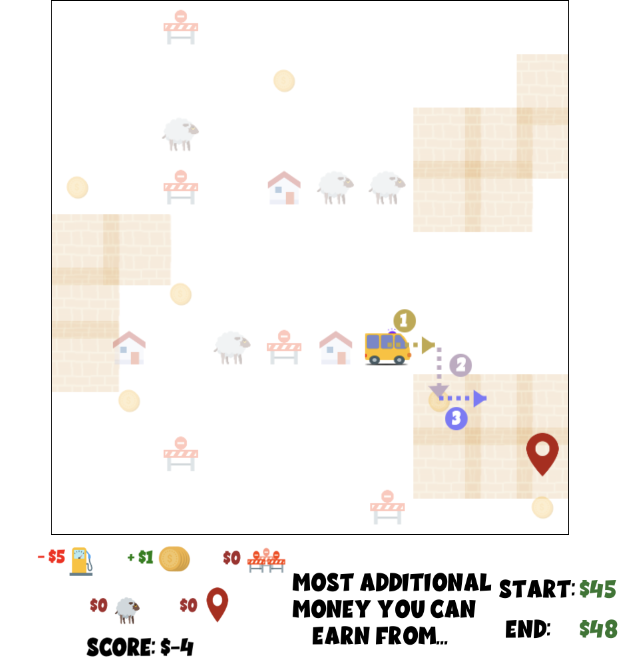 1
2
3
- $5
+ $1
$0
$0
$0
SCORE: $-4
MOST ADDITIONAL
MONEY YOU CAN
EARN FROM...
START: $45
END: $48